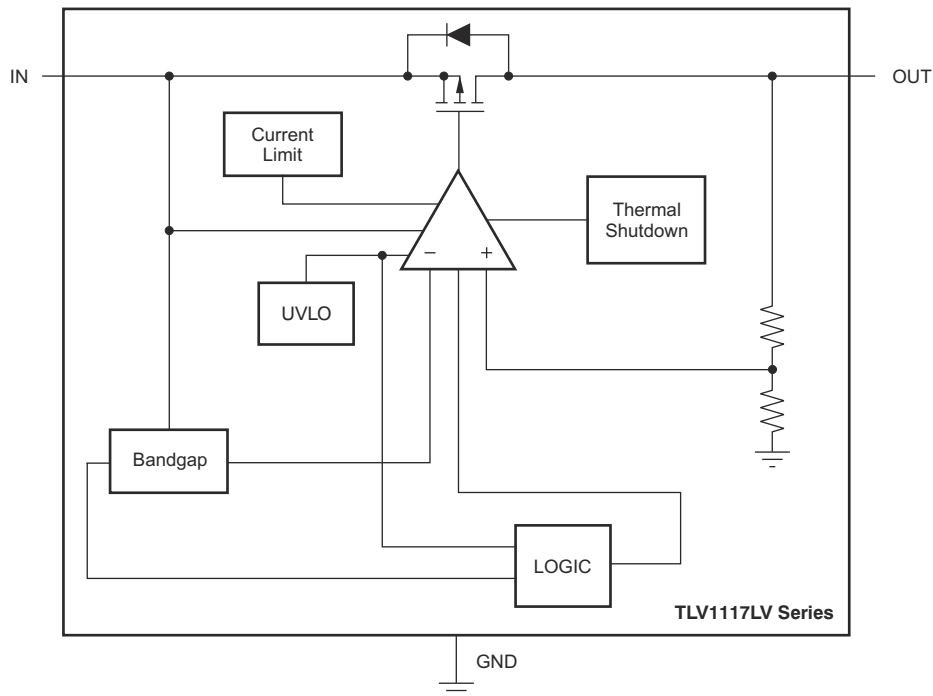 IN
OUT
Current
Limit
Thermal
Shutdown
− +
UVLO
Bandgap
LOGIC
TLV1117LV Series
GND